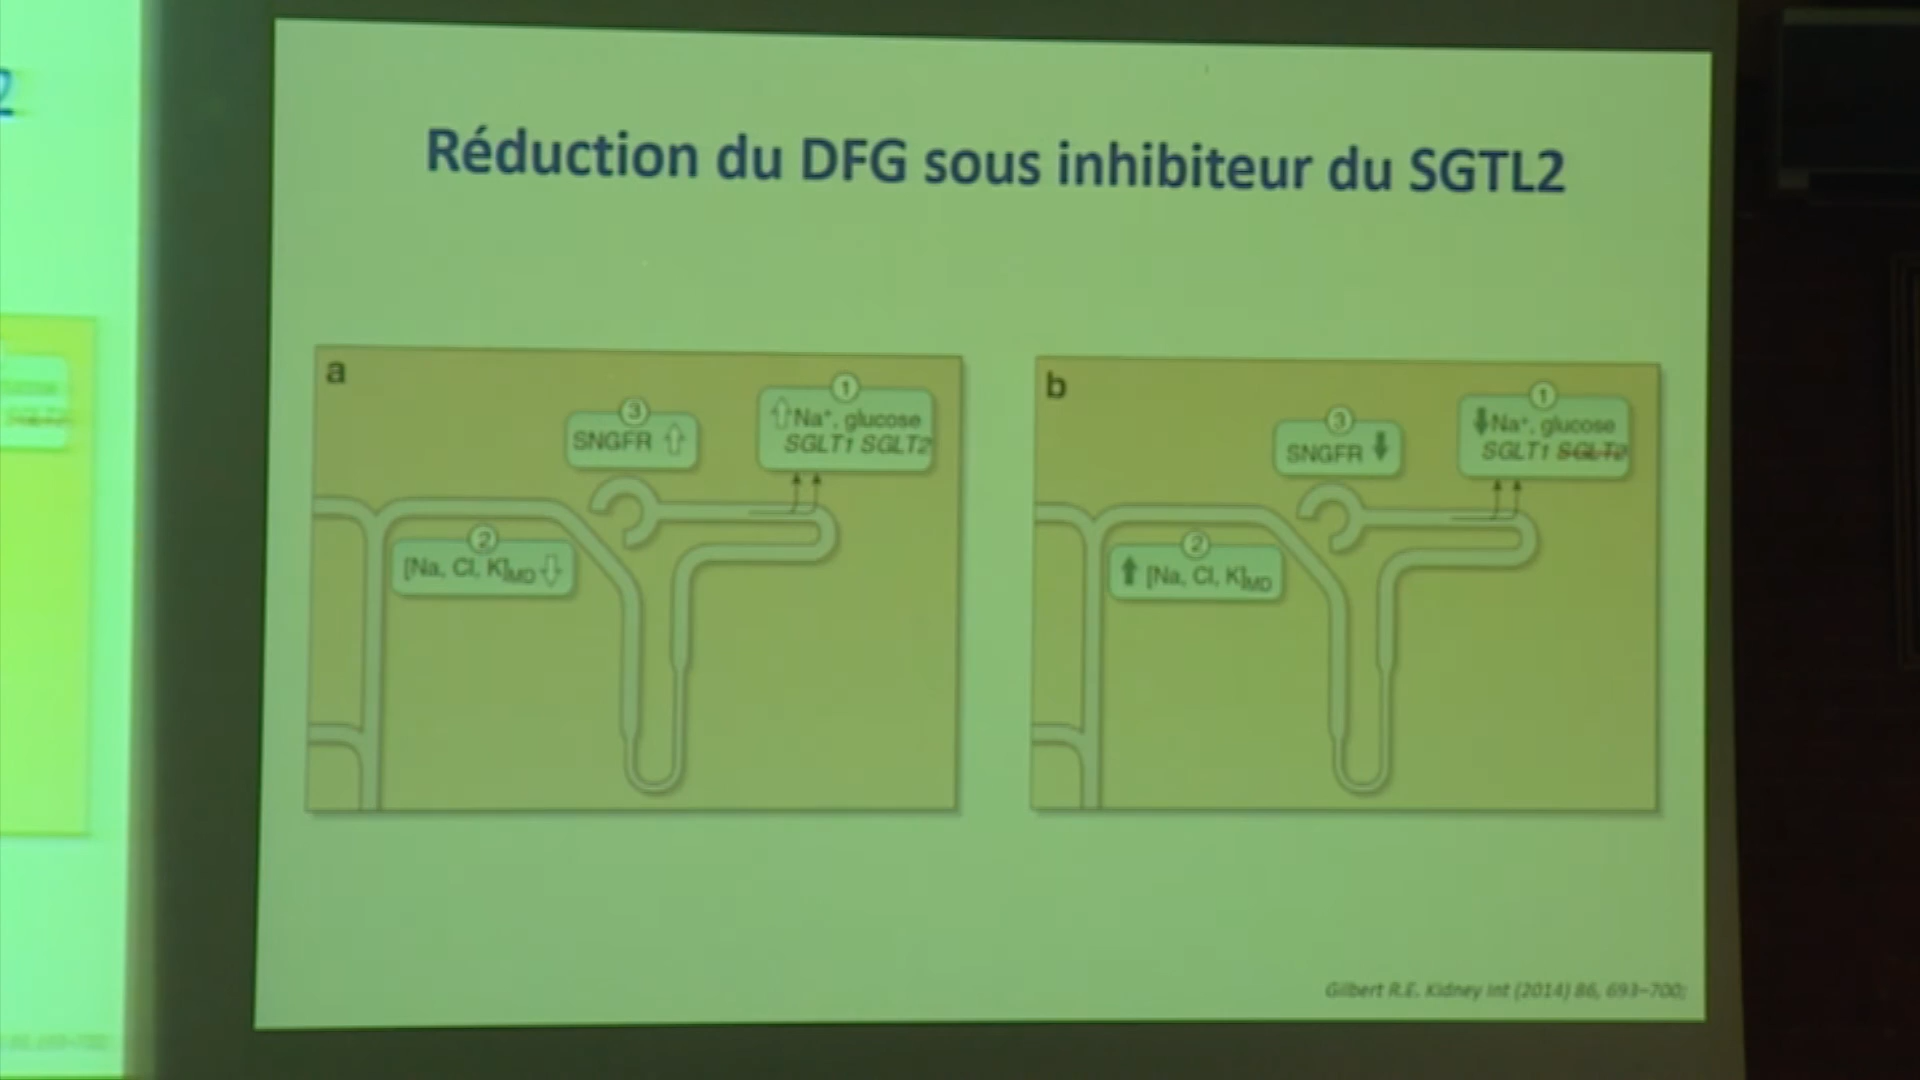 2
Réduction du DFG sous inhibiteur du SGTL2
a
1
⇧Na⁺, glucose
SGLT1 SGLT2
3
SNGFR ⇧
2
[Na, Cl, K]MD ⇩
b
1
⬇Na⁺, glucose
SGLT1 SGLT2
3
SNGFR ⬇
2
⬆ [Na, Cl, K]MD
Gilbert R.E. Kidney Int (2014) 86, 693–700;